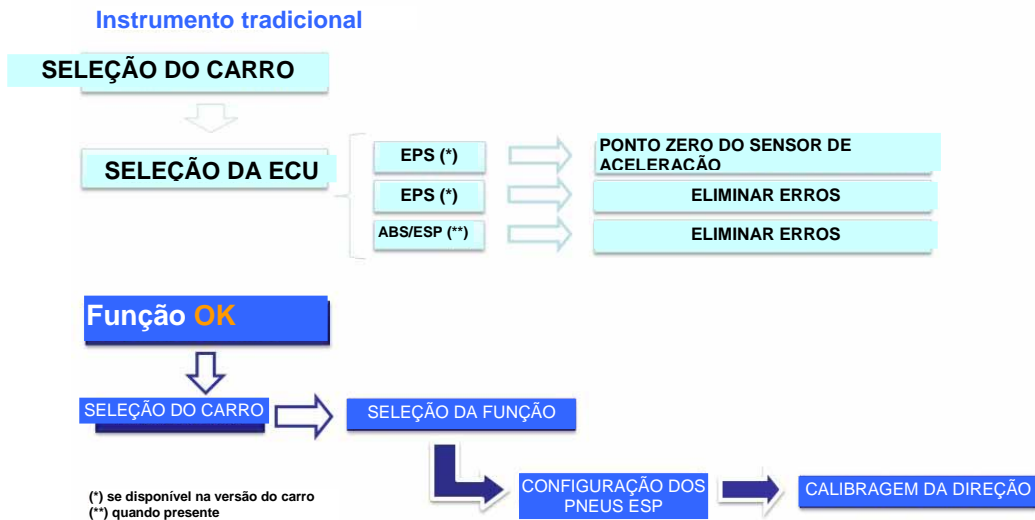 Instrumento tradicional
SELEÇÃO DO CARRO
SELEÇÃO DA ECU
EPS (*)
PONTO ZERO DO SENSOR DE
ACELERAÇÃO
EPS (*)
ELIMINAR ERROS
ABS/ESP (**)
ELIMINAR ERROS
Função OK
SELEÇÃO DO CARRO
SELEÇÃO DA FUNÇÃO
CONFIGURAÇÃO DOS
PNEUS ESP
CALIBRAGEM DA DIREÇÃO
(*) se disponível na versão do carro
(**) quando presente